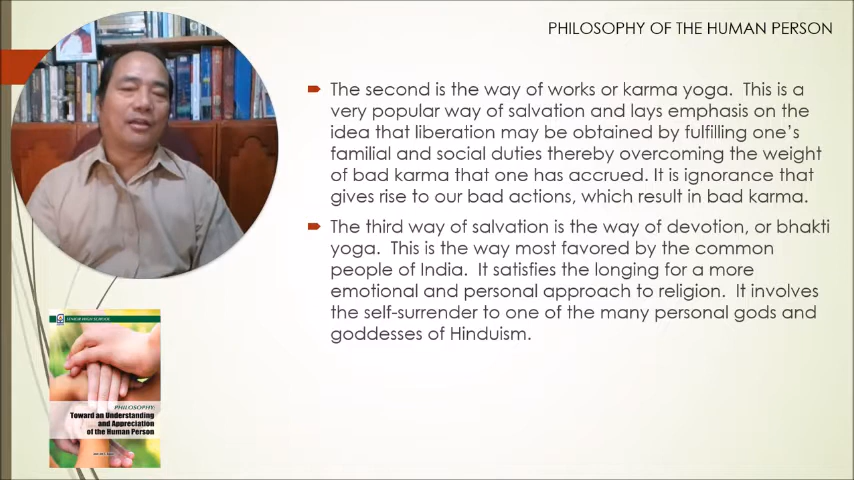 PHILOSOPHY OF THE HUMAN PERSON
The second is the way of works or karma yoga. This is a
very popular way of salvation and lays emphasis on the
idea that liberation may be obtained by fulfilling one's
familial and social duties thereby overcoming the weight
of bad karma that one has accrued. It is ignorance that
gives rise to our bad actions, which result in bad karma.
The third way of salvation is the way of devotion, or bhakti
yoga. This is the way most favored by the common
people of India. It satisfies the longing for a more
emotional and personal approach to religion. It involves
the self-surrender to one of the many personal gods and
goddesses of Hinduism.
SENIOR HIGH SCHOOL
PHILOSOPHY:
Toward an Understanding
and Appreciation
of the Human Person